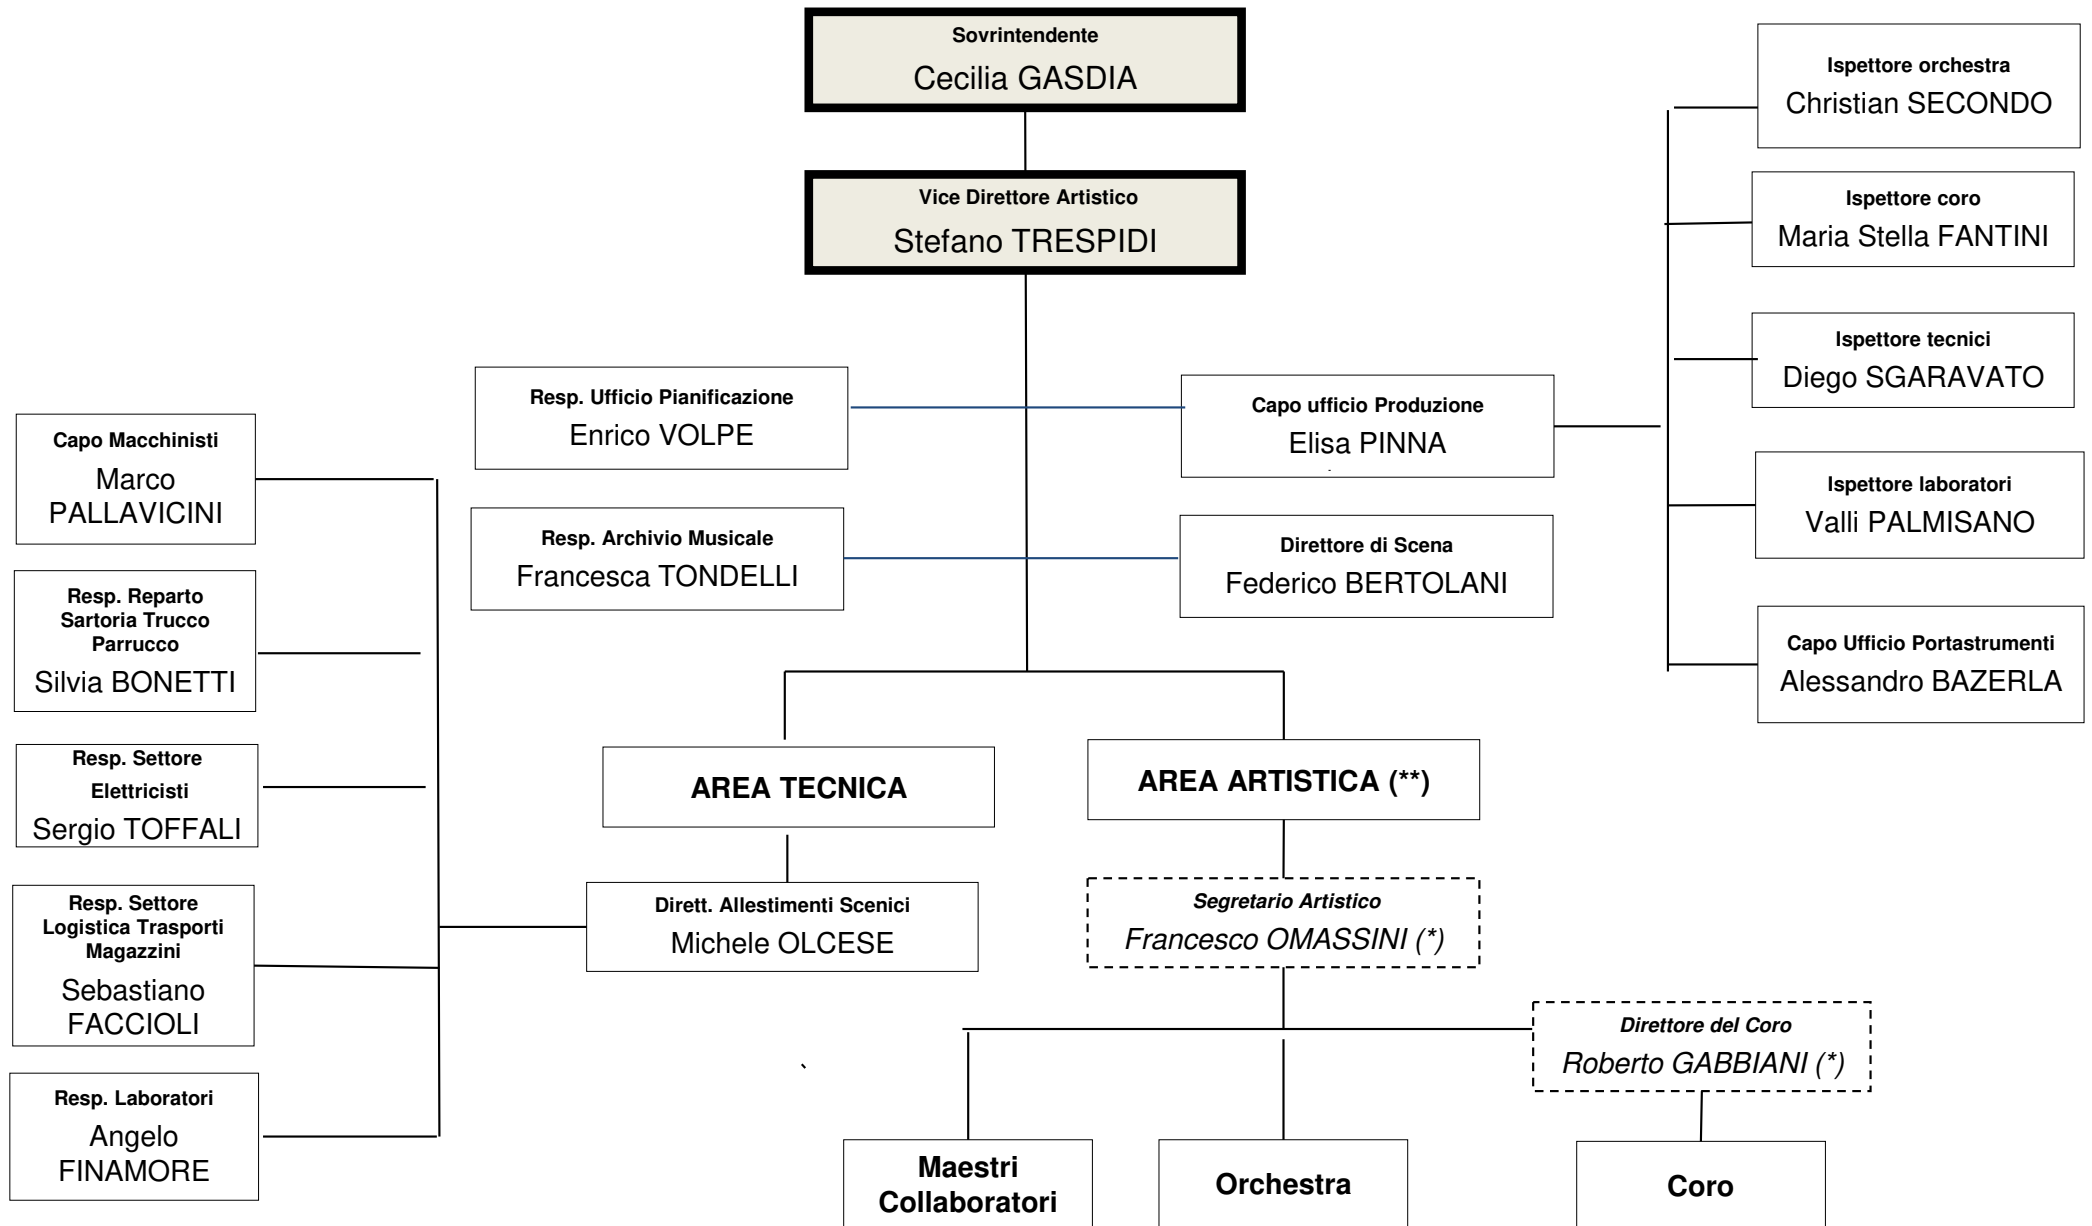 Sovrintendente
Cecilia GASDIA
Vice Direttore Artistico
Stefano TRESPIDI
Ispettore orchestra
Christian SECONDO
Ispettore coro
Maria Stella FANTINI
Ispettore tecnici
Diego SGARAVATO
Ispettore laboratori
Valli PALMISANO
Capo Ufficio Portastrumenti
Alessandro BAZERLA
Resp. Ufficio Pianificazione
Enrico VOLPE
Capo ufficio Produzione
Elisa PINNA
Resp. Archivio Musicale
Francesca TONDELLI
Direttore di Scena
Federico BERTOLANI
Capo Macchinisti
Marco
PALLAVICINI
Resp. Reparto
Sartoria Trucco
Parrucco
Silvia BONETTI
Resp. Settore
Elettricisti
Sergio TOFFALI
Resp. Settore
Logistica Trasporti
Magazzini
Sebastiano
FACCIOLI
Resp. Laboratori
Angelo
FINAMORE
AREA TECNICA
Dirett. Allestimenti Scenici
Michele OLCESE
AREA ARTISTICA (**)
Segretario Artistico
Francesco OMASSINI (*)
Direttore del Coro
Roberto GABBIANI (*)
Maestri
Collaboratori
Orchestra
Coro